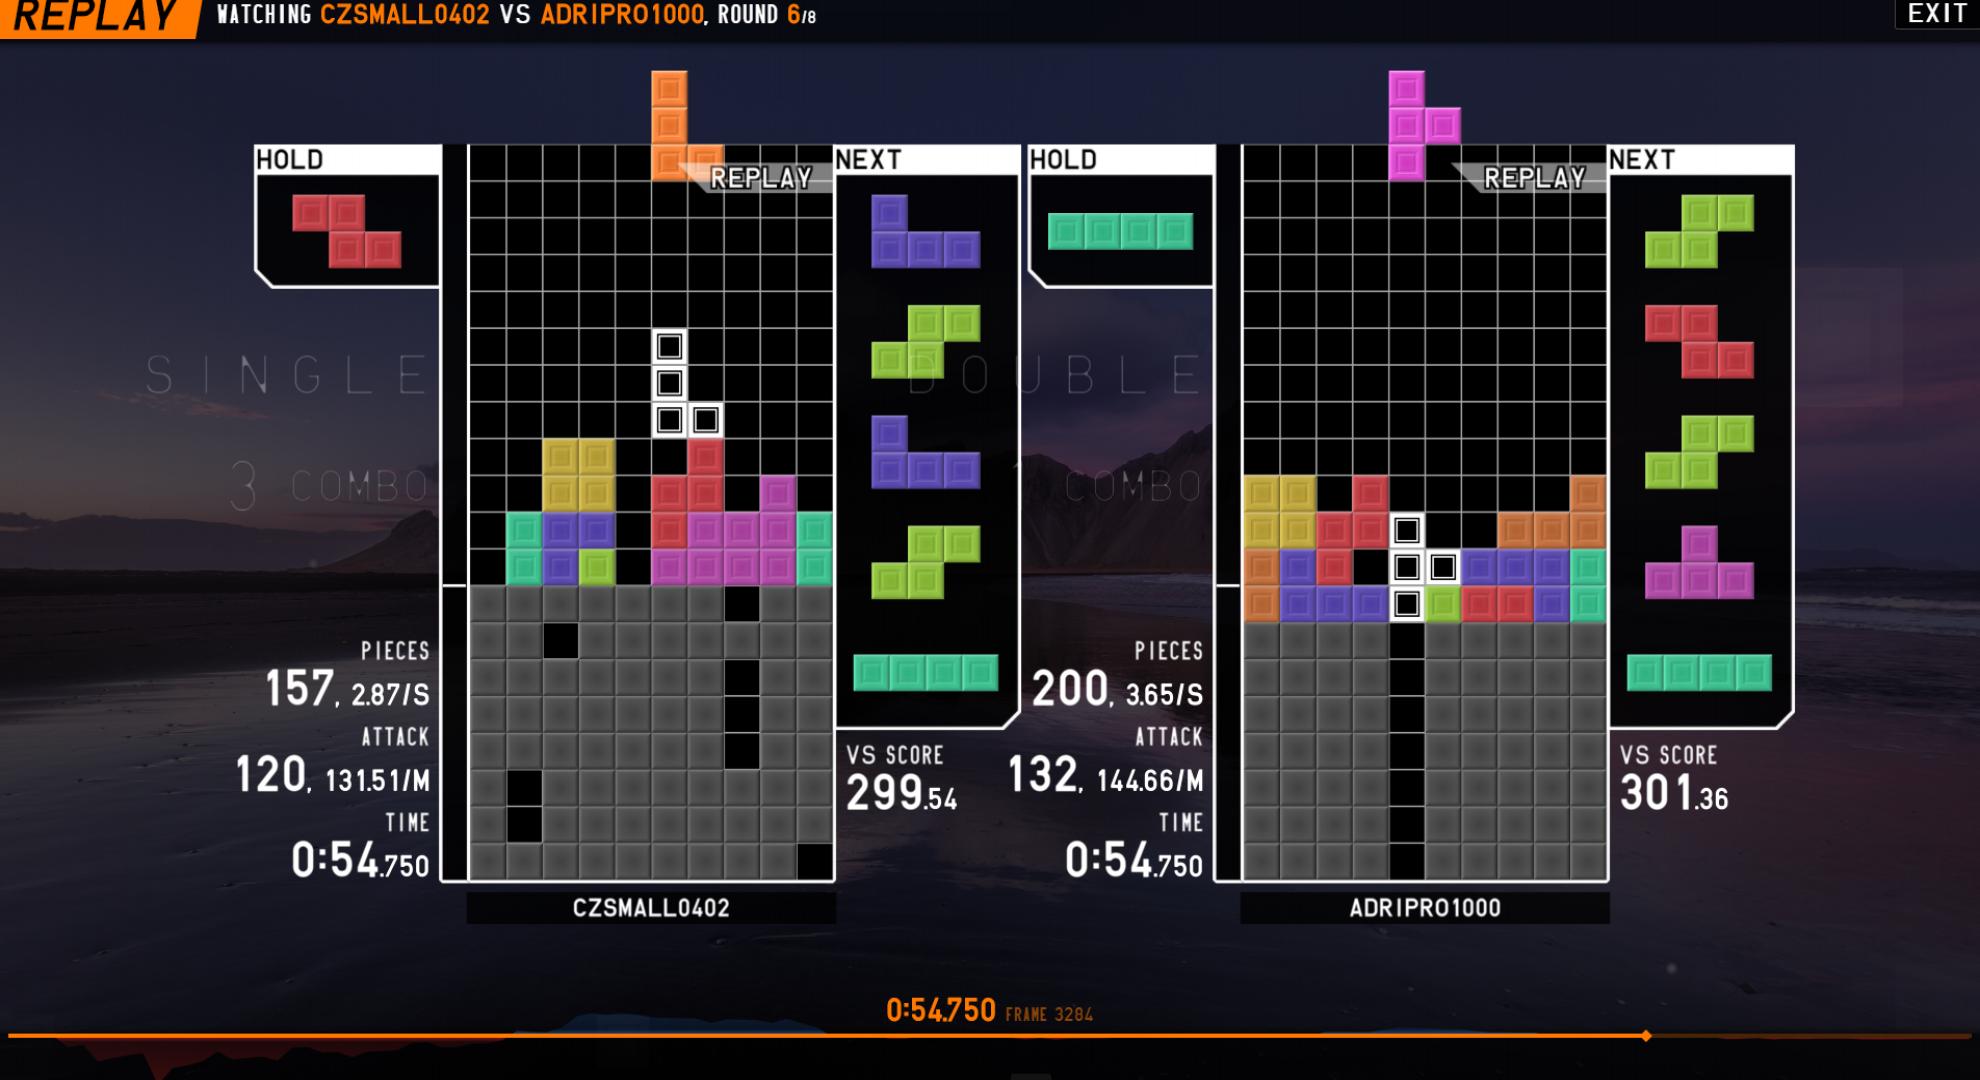 REPLAY
WATCHING CZSMALL0402 VS ADRIPRO1000, ROUND 6/8
EXIT
HOLD
REPLAY
NEXT
SINGLE
3 COMBO
PIECES
157, 2.87/S
ATTACK
120, 131.51/M
TIME
0:54.750
VS SCORE
299.54
CZSMALL0402
HOLD
REPLAY
NEXT
DOUBLE
COMBO
PIECES
200, 3.65/S
ATTACK
132, 144.66/M
TIME
0:54.750
VS SCORE
301.36
ADRIPRO1000
0:54.750 FRAME 3284